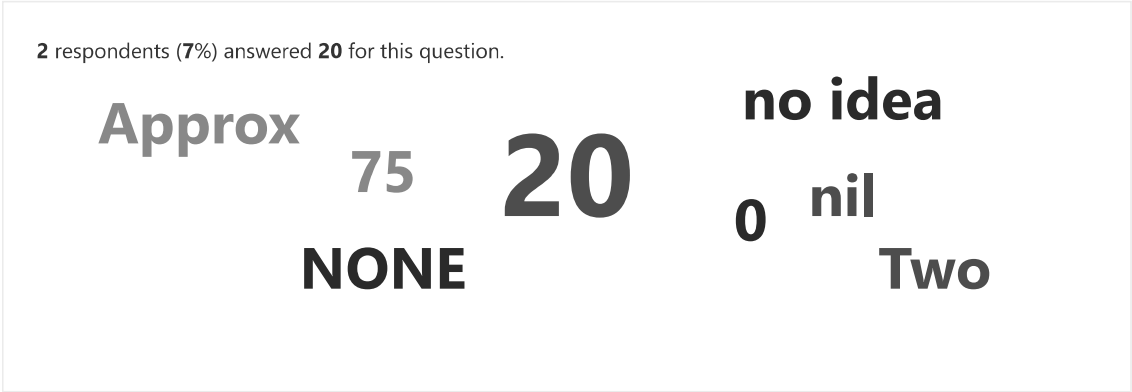 2 respondents (7%) answered 20 for this question.
no idea
Approx
75
20
nil
0
NONE
Two